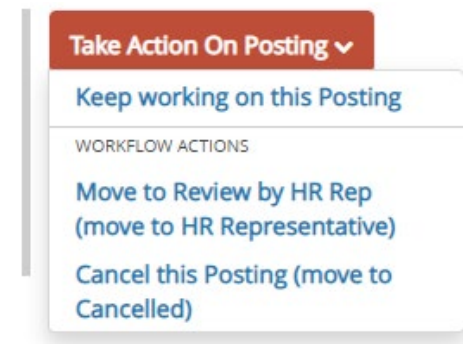 Take Action On Posting
Keep working on this Posting
WORKFLOW ACTIONS
Move to Review by HR Rep
(move to HR Representative)
Cancel this Posting (move to
Cancelled)